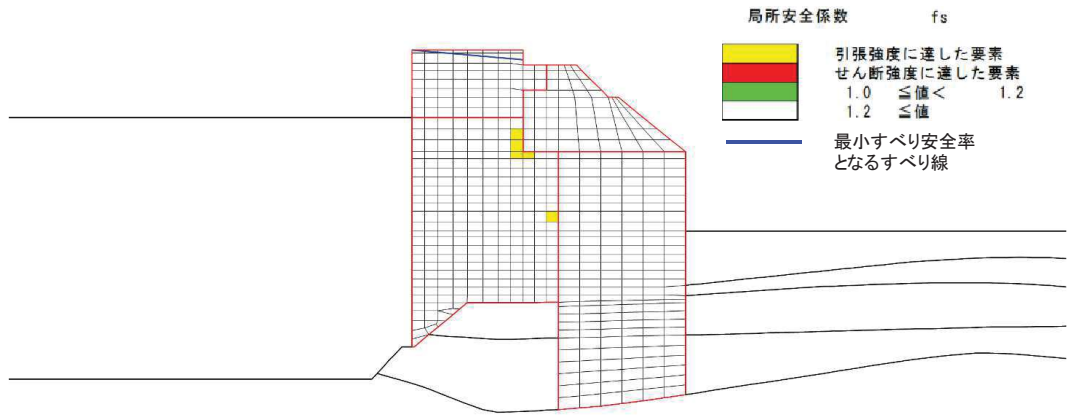 局所安全係数 fs
引張強度に達した要素
せん断強度に達した要素
1.0 ≦値< 1.2
1.2 ≦値
最小すべり安全率
となるすべり線